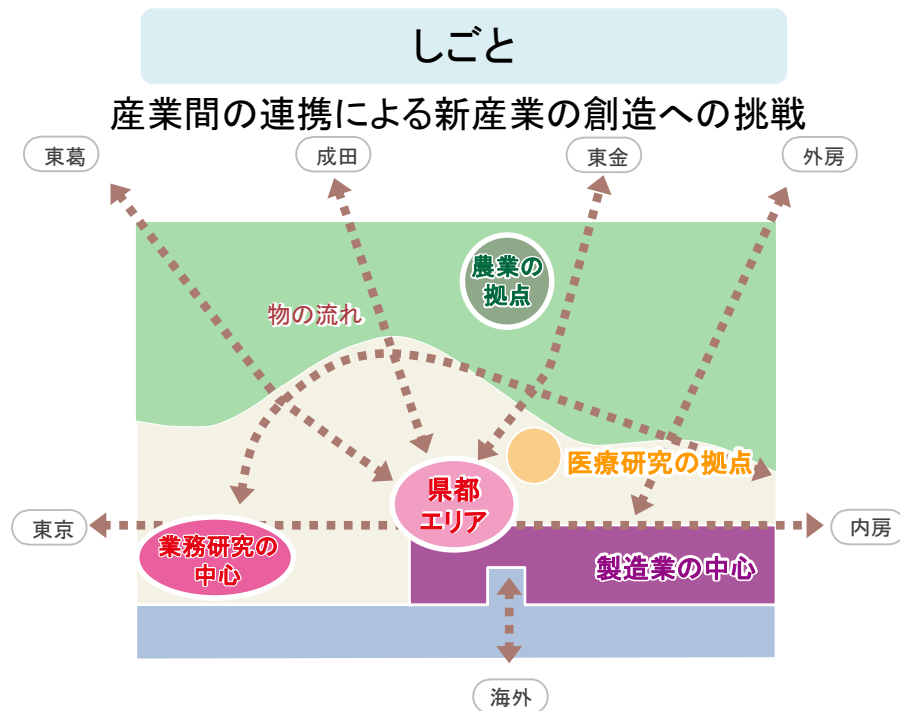 しごと
産業間の連携による新産業の創造への挑戦
東葛
成田
東金
外房
農業の
拠点
物の流れ
医療研究の拠点
県都
エリア
東京
内房
業務研究の
中心
製造業の中心
海外